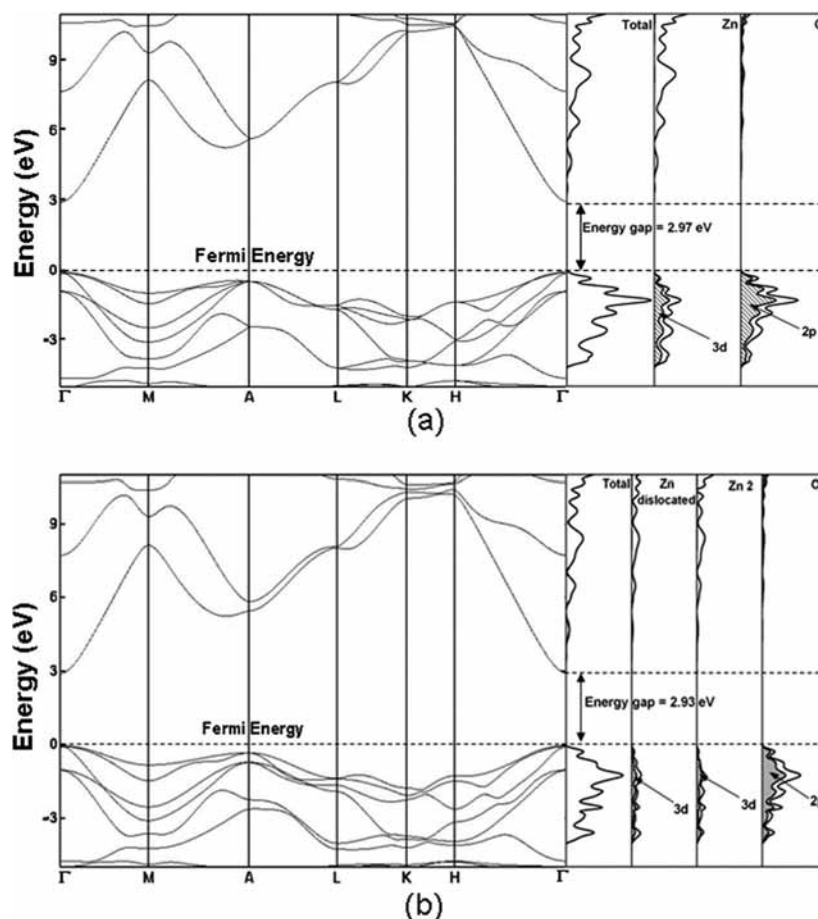 Total Zn O
9
6
3
0
-3
Energy (eV)
Fermi Energy
Energy gap = 2.97 eV
3d
2p
Γ M A L K H Γ
(a)
Total Zn dislocated Zn 2 O
9
6
3
0
-3
Energy (eV)
Fermi Energy
Energy gap = 2.93 eV
3d
3d
2p
Γ M A L K H Γ
(b)